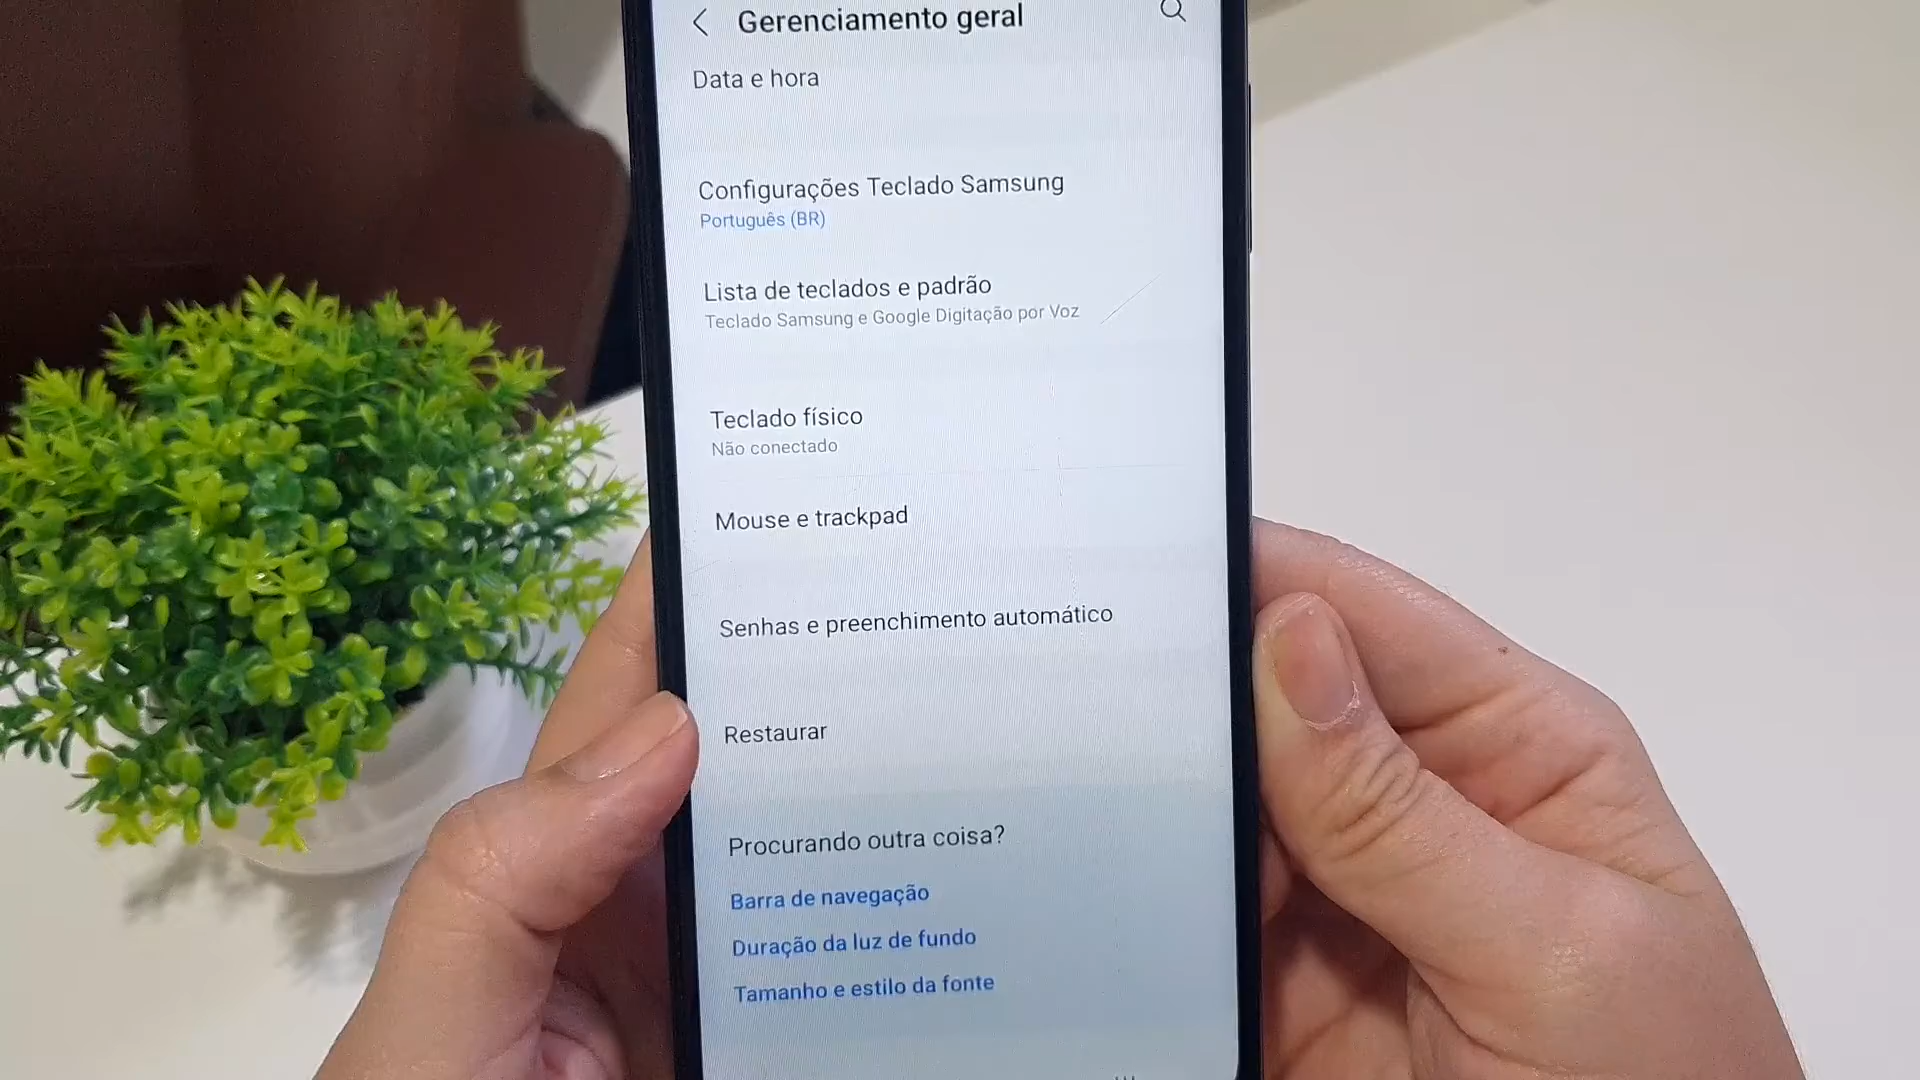 Gerenciamento geral
Data e hora
Configurações Teclado Samsung
Português (BR)
Lista de teclados e padrão
Teclado Samsung e Google Digitação por Voz
Teclado físico
Não conectado
Mouse e trackpad
Senhas e preenchimento automático
Restaurar
Procurando outra coisa?
Barra de navegação
Duração da luz de fundo
Tamanho e estilo da fonte